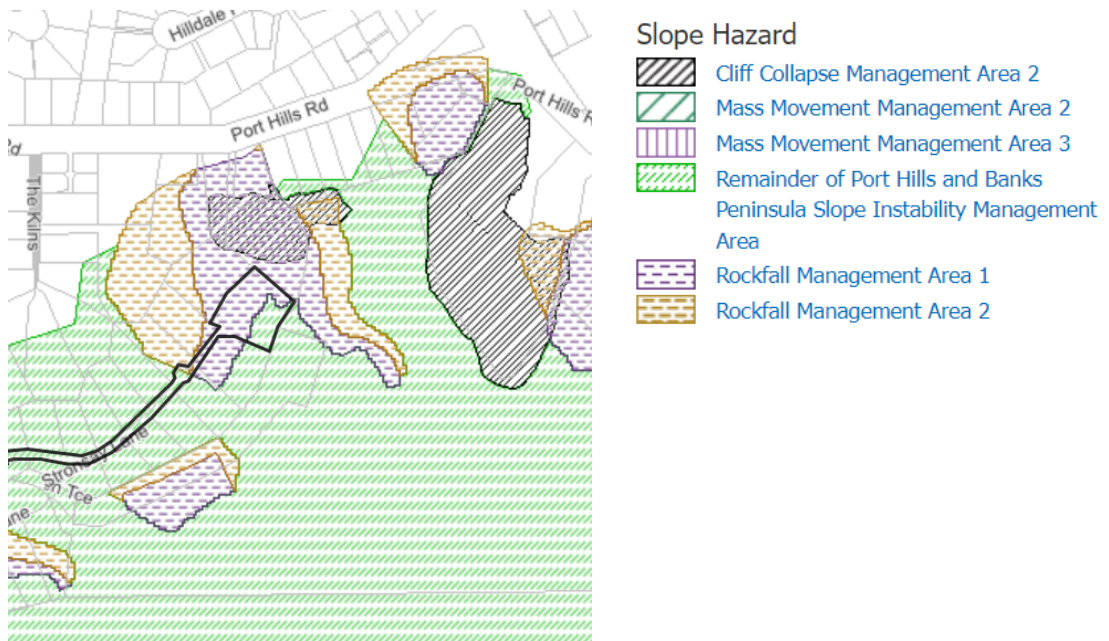 Hilldale
Port Hills Rd
Port Hills R
Rd
The Kilns
Stronsay Lane
Tce
Slope Hazard
Cliff Collapse Management Area 2
Mass Movement Management Area 2
Mass Movement Management Area 3
Remainder of Port Hills and Banks
Peninsula Slope Instability Management
Area
Rockfall Management Area 1
Rockfall Management Area 2